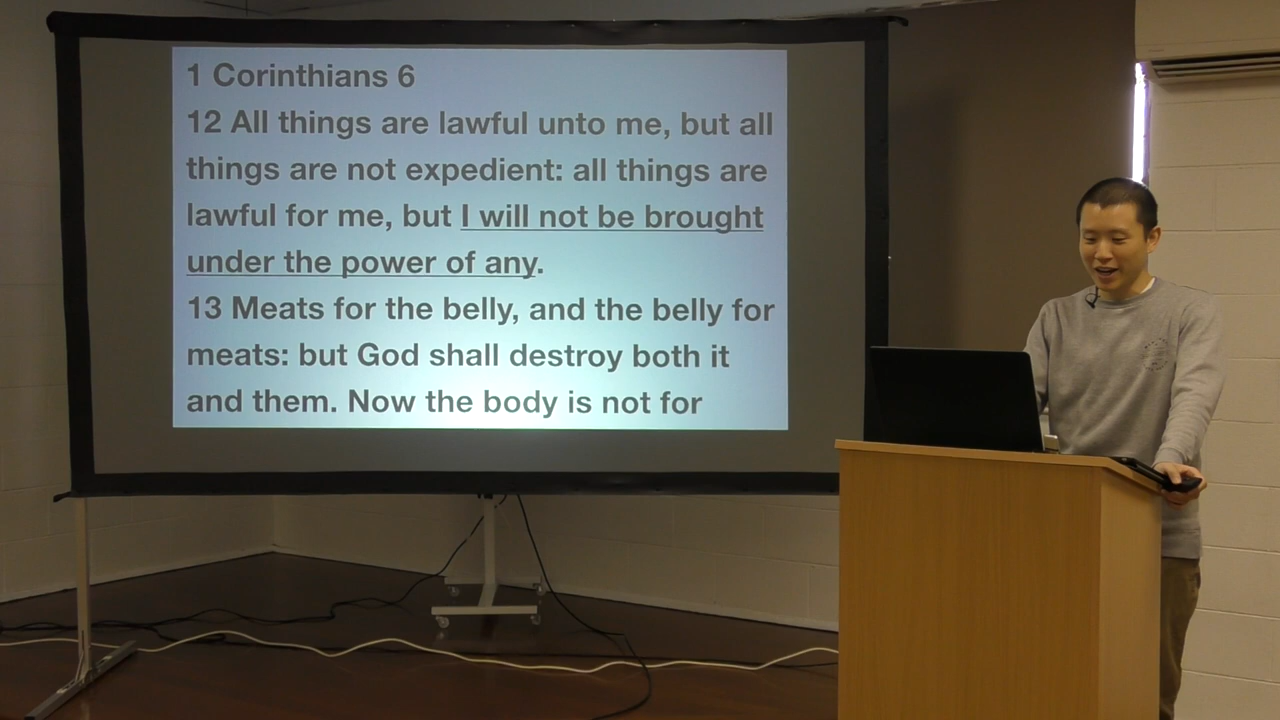 1 Corinthians 6
12 All things are lawful unto me, but all
things are not expedient: all things are
lawful for me, but I will not be brought
under the power of any.
13 Meats for the belly, and the belly for
meats: but God shall destroy both it
and them. Now the body is not for